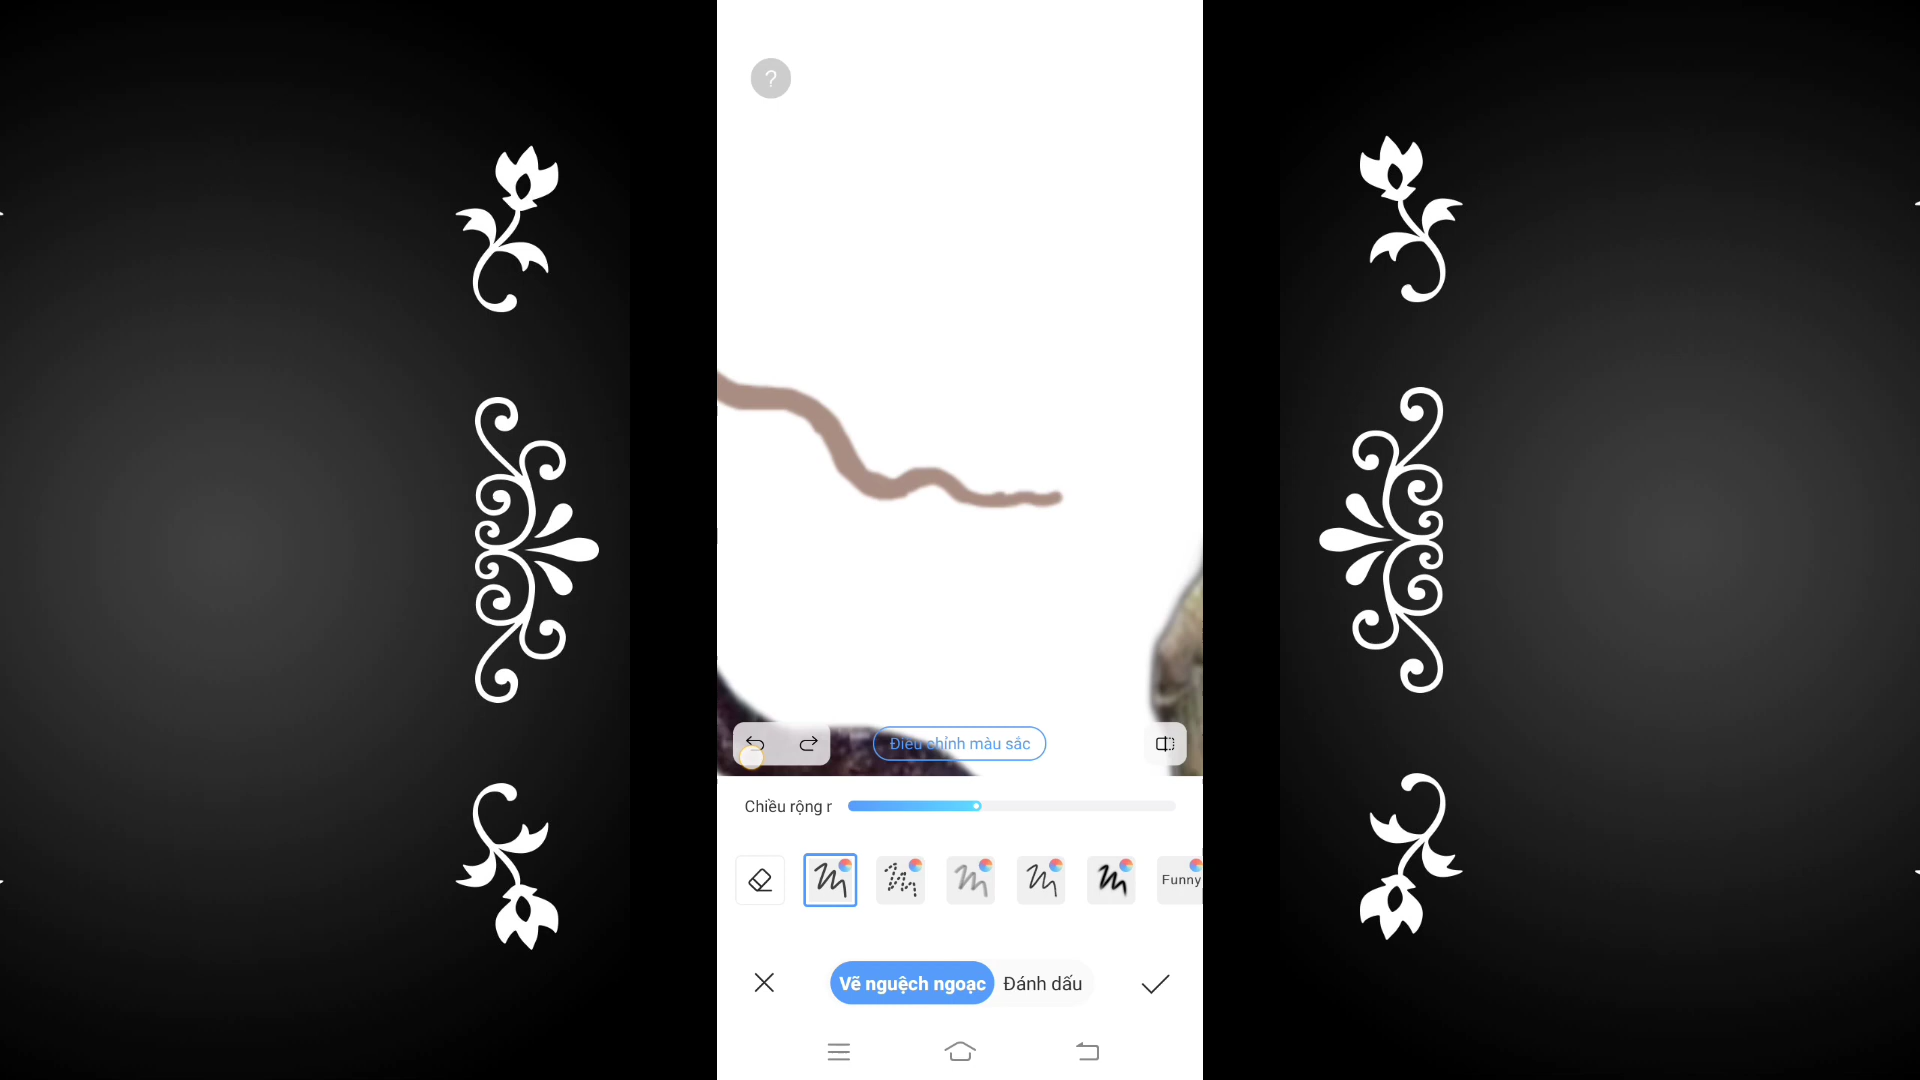 ?
Điều chỉnh màu sắc
Chiều rộng r
Funny
Vẽ nguệch ngoạc
Đánh dấu